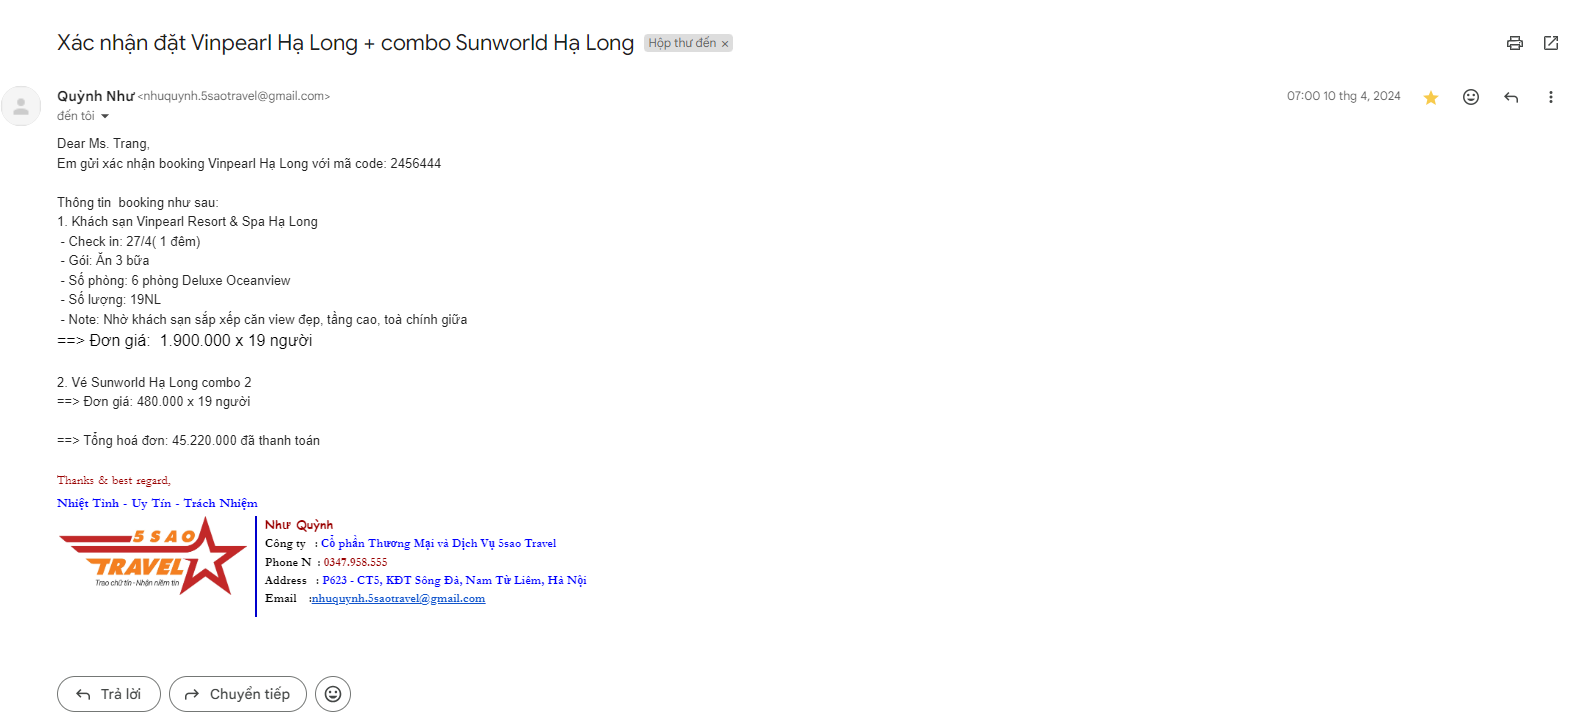 Xác nhận đặt Vinpearl Hạ Long + combo Sunworld Hạ Long Hộp thư đến ×
Quỳnh Như <nhuquynh.5saotravel@gmail.com> 07:00 10 thg 4, 2024
đến tôi
Dear Ms. Trang,
Em gửi xác nhận booking Vinpearl Hạ Long với mã code: 2456444
Thông tin  booking như sau:
1. Khách sạn Vinpearl Resort & Spa Hạ Long
- Check in: 27/4( 1 đêm)
- Gói: Ăn 3 bữa
- Số phòng: 6 phòng Deluxe Oceanview
- Số lượng: 19NL
- Note: Nhờ khách sạn sắp xếp căn view đẹp, tầng cao, toà chính giữa
==> Đơn giá:  1.900.000 x 19 người
2. Vé Sunworld Hạ Long combo 2
==> Đơn giá: 480.000 x 19 người
==> Tổng hoá đơn: 45.220.000 đã thanh toán
Thanks & best regard,
Nhiệt Tình - Uy Tín - Trách Nhiệm
5 SAO
TRAVEL
Trao chữ tín - Nhận niềm tin
Như Quỳnh
Công ty : Cổ phần Thương Mại và Dịch Vụ 5sao Travel
Phone N : 0347.958.555
Address : P623 - CT5, KĐT Sông Đà, Nam Từ Liêm, Hà Nội
Email :nhuquynh.5saotravel@gmail.com
Trả lời
Chuyển tiếp